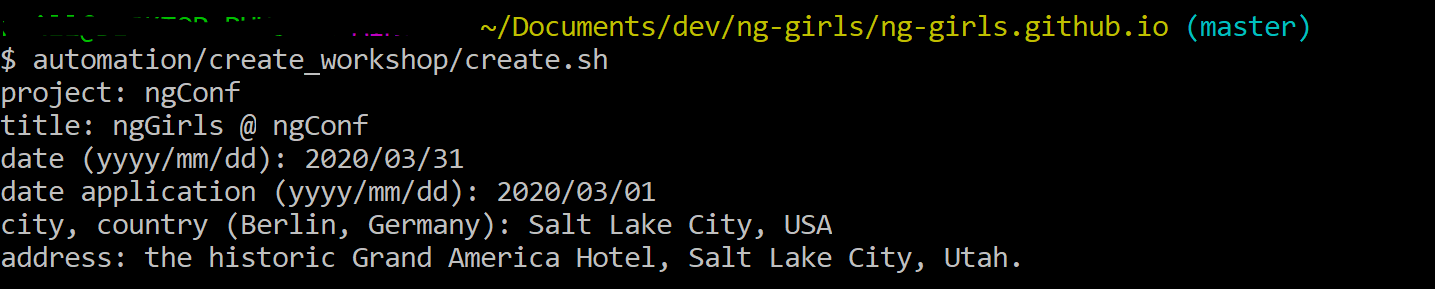 ~/Documents/dev/ng-girls/ng-girls.github.io (master)
$ automation/create_workshop/create.sh
project: ngConf
title: ngGirls @ ngConf
date (yyyy/mm/dd): 2020/03/31
date application (yyyy/mm/dd): 2020/03/01
city, country (Berlin, Germany): Salt Lake City, USA
address: the historic Grand America Hotel, Salt Lake City, Utah.